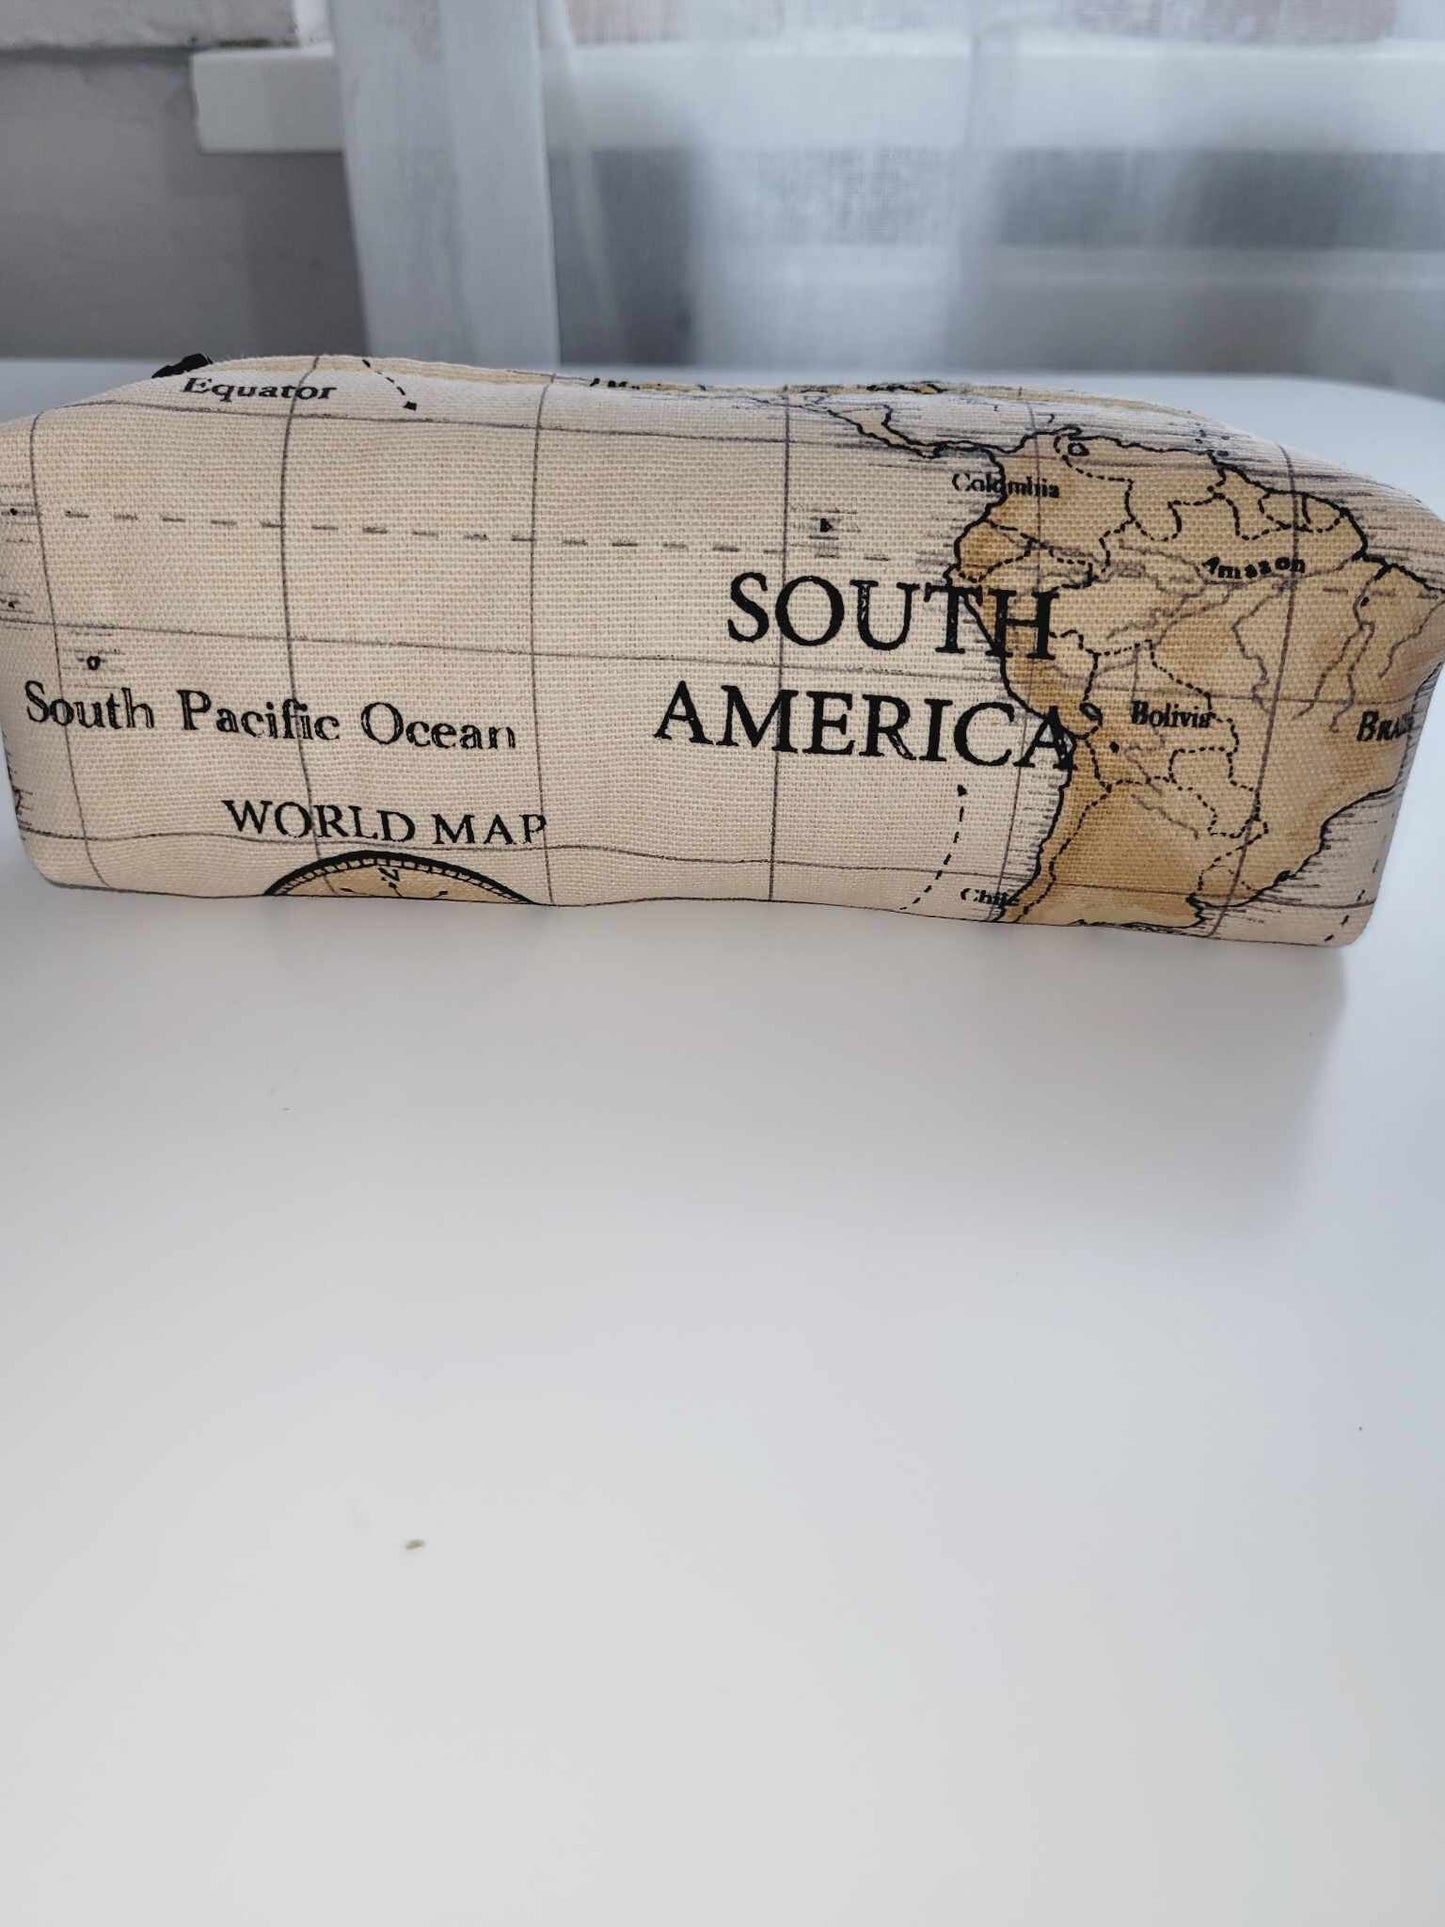 Equator
Colombia
Amazon
SOUTH
AMERICA
South Pacific Ocean
Bolivia
WORLD MAP
Chile